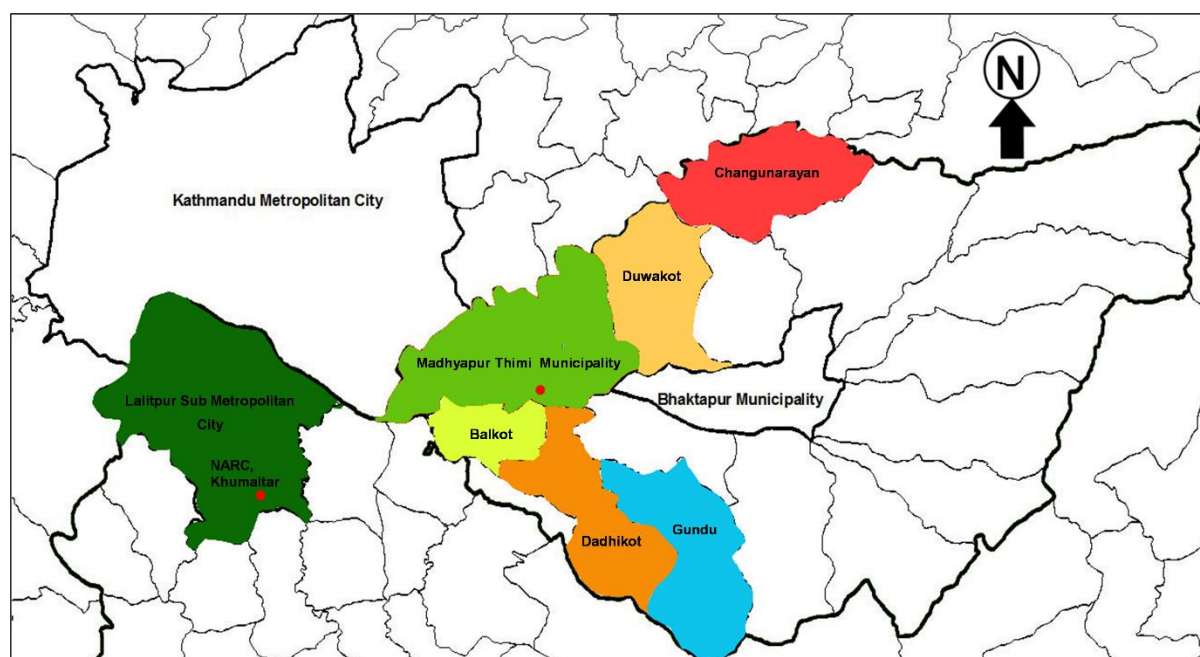 N
Changunarayan
Kathmandu Metropolitan City
Duwakot
Madhyapur Thimi Municipality
Lalitpur Sub Metropolitan
City
Bhaktapur Municipality
Balkot
NARC,
Khumaltar
Gundu
Dadhikot